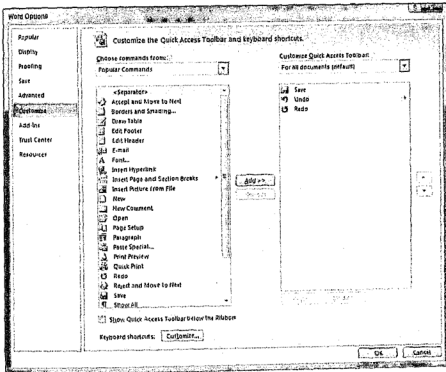 Word Options
Popular
Display
Proofing
Save
Advanced
Customize
Add-Ins
Trust Center
Resources
Customize the Quick Access Toolbar and keyboard shortcuts.
Choose commands from:
Popular Commands
<Separator>
Accept and Move to Next
Borders and Shading...
Draw Table
Edit Footer
Edit Header
E-mail
Font...
Insert Hyperlink
Insert Page and Section Breaks
Insert Picture from File
New
New Comment
Open
Page Setup
Paragraph
Paste Special...
Print Preview
Quick Print
Redo
Reject and Move to Next
Save
Show All
Add >>
Customize Quick Access Toolbar:
For all documents (default)
Save
Undo
Redo
Show Quick Access Toolbar below the Ribbon
Keyboard shortcuts: Customize...
OK
Cancel